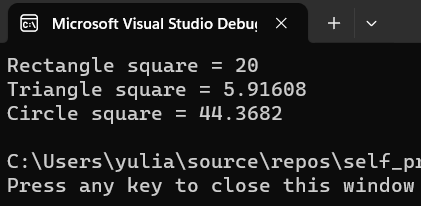 Microsoft Visual Studio Debu
Rectangle square = 20
Triangle square = 5.91608
Circle square = 44.3682
C:\Users\yulia\source\repos\self_pr
Press any key to close this window